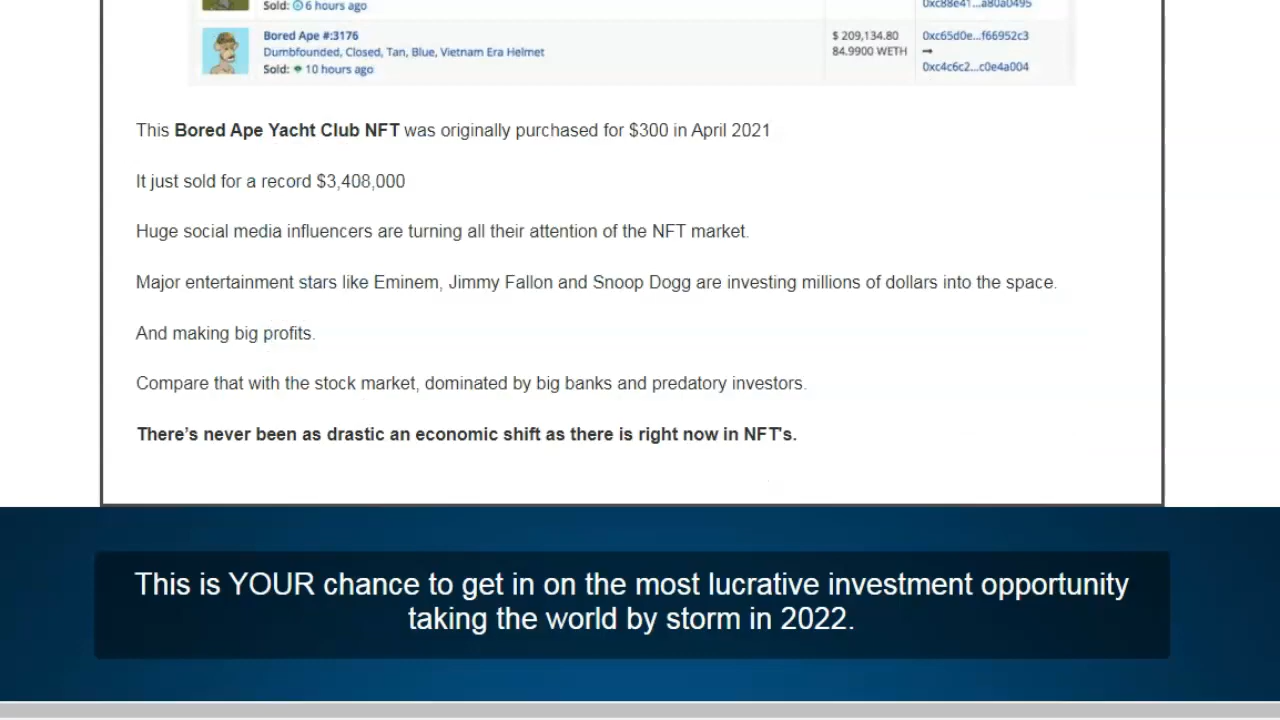 Sold: 6 hours ago
0xc88e41...a80a0495
Bored Ape #:3176
$ 209,134.80
0xc65d0e...f66952c3
Dumbfounded, Closed, Tan, Blue, Vietnam Era Helmet
84.9900 WETH
→
Sold: 10 hours ago
0xc4c6c2...c0e4a004
This Bored Ape Yacht Club NFT was originally purchased for $300 in April 2021
It just sold for a record $3,408,000
Huge social media influencers are turning all their attention of the NFT market.
Major entertainment stars like Eminem, Jimmy Fallon and Snoop Dogg are investing millions of dollars into the space.
And making big profits.
Compare that with the stock market, dominated by big banks and predatory investors.
There’s never been as drastic an economic shift as there is right now in NFT's.
This is YOUR chance to get in on the most lucrative investment opportunity
taking the world by storm in 2022.